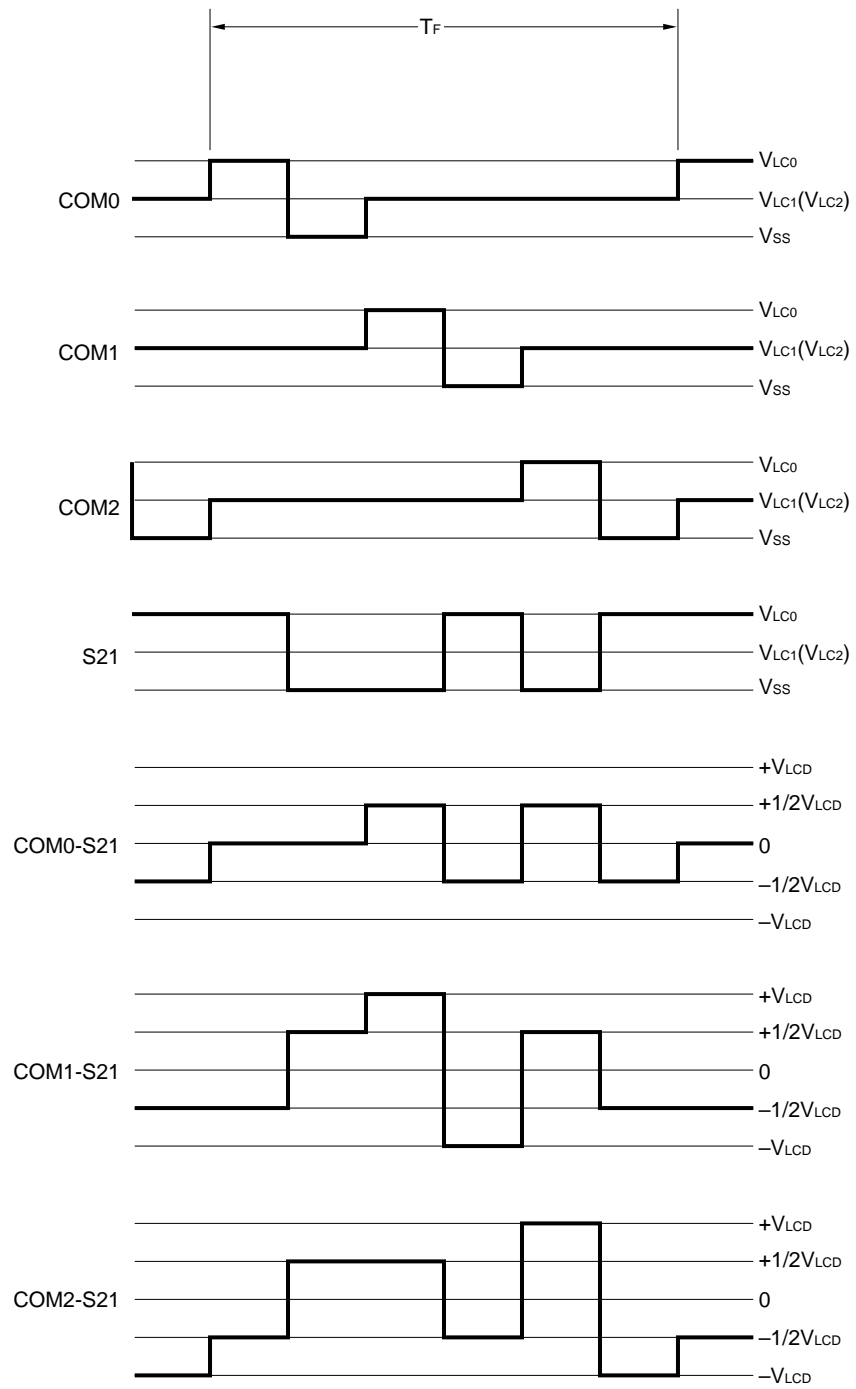 TF
COM0
VLC0
VLC1(VLC2)
VSS
COM1
VLC0
VLC1(VLC2)
VSS
COM2
VLC0
VLC1(VLC2)
VSS
S21
VLC0
VLC1(VLC2)
VSS
COM0-S21
+VLCD
+1/2VLCD
0
–1/2VLCD
–VLCD
COM1-S21
+VLCD
+1/2VLCD
0
–1/2VLCD
–VLCD
COM2-S21
+VLCD
+1/2VLCD
0
–1/2VLCD
–VLCD